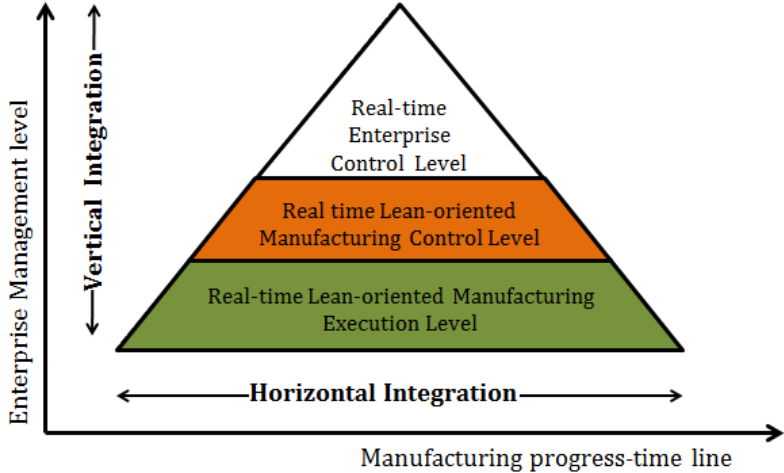 Enterprise Management level
Vertical Integration
Real-time
Enterprise
Control Level
Real time Lean-oriented
Manufacturing Control Level
Real-time Lean-oriented Manufacturing
Execution Level
Horizontal Integration
Manufacturing progress-time line